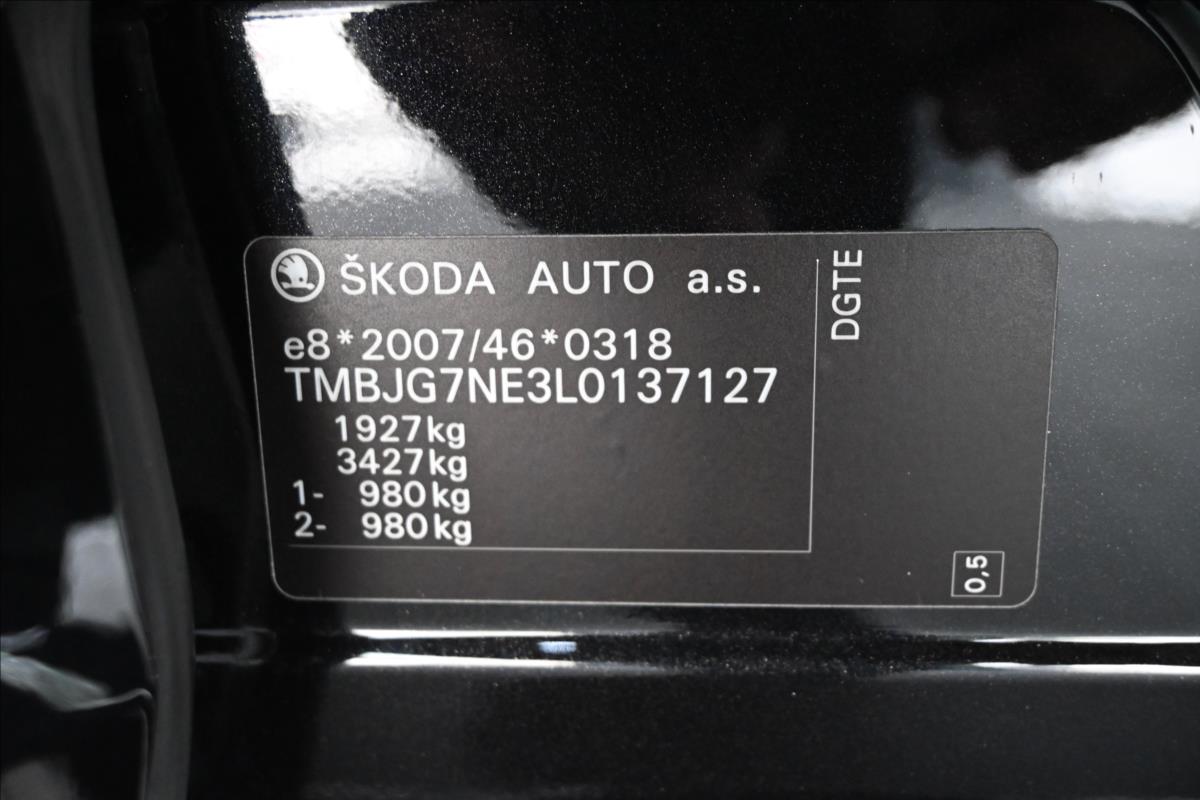 ŠKODA AUTO a.s.
e8*2007/46*0318
TMBJG7NE3L0137127
1927kg
3427kg
1- 980kg
2- 980kg
DGTE
0,5